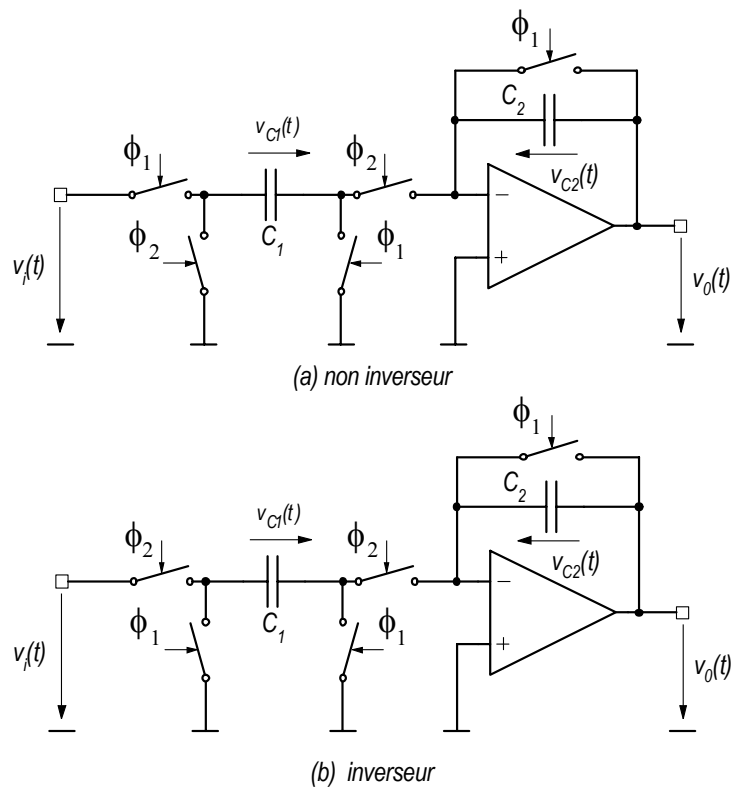 ϕ1
C2
vC1(t)
ϕ1
ϕ2
−
vC2(t)
ϕ2
C1
ϕ1
vi(t)
+
v0(t)
(a) non inverseur
ϕ1
C2
vC1(t)
ϕ2
ϕ2
−
vC2(t)
ϕ1
C1
ϕ1
vi(t)
+
v0(t)
(b) inverseur